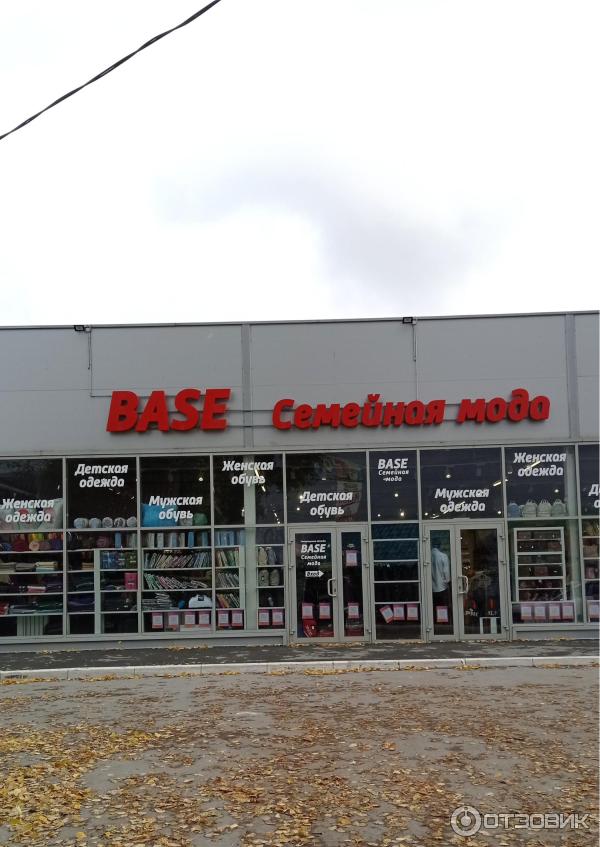 BASE Семейная мода
Женская
одежда
Детская
одежда
Мужская
обувь
Женская
обувь
Детская
обувь
BASE
Семейная
мода
Мужская
одежда
Женская
одежда
BASE
Семейная
мода
Вход
ОТЗОВИК